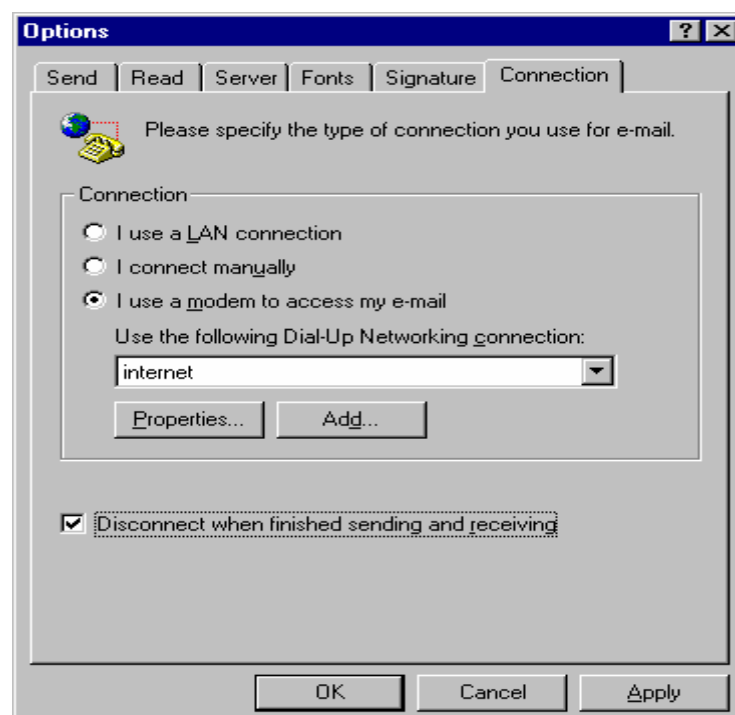 Options
Send Read Server Fonts Signature Connection
Please specify the type of connection you use for e-mail.
Connection
I use a LAN connection
I connect manually
I use a modem to access my e-mail
Use the following Dial-Up Networking connection:
internet
Properties... Add...
Disconnect when finished sending and receiving
OK Cancel Apply